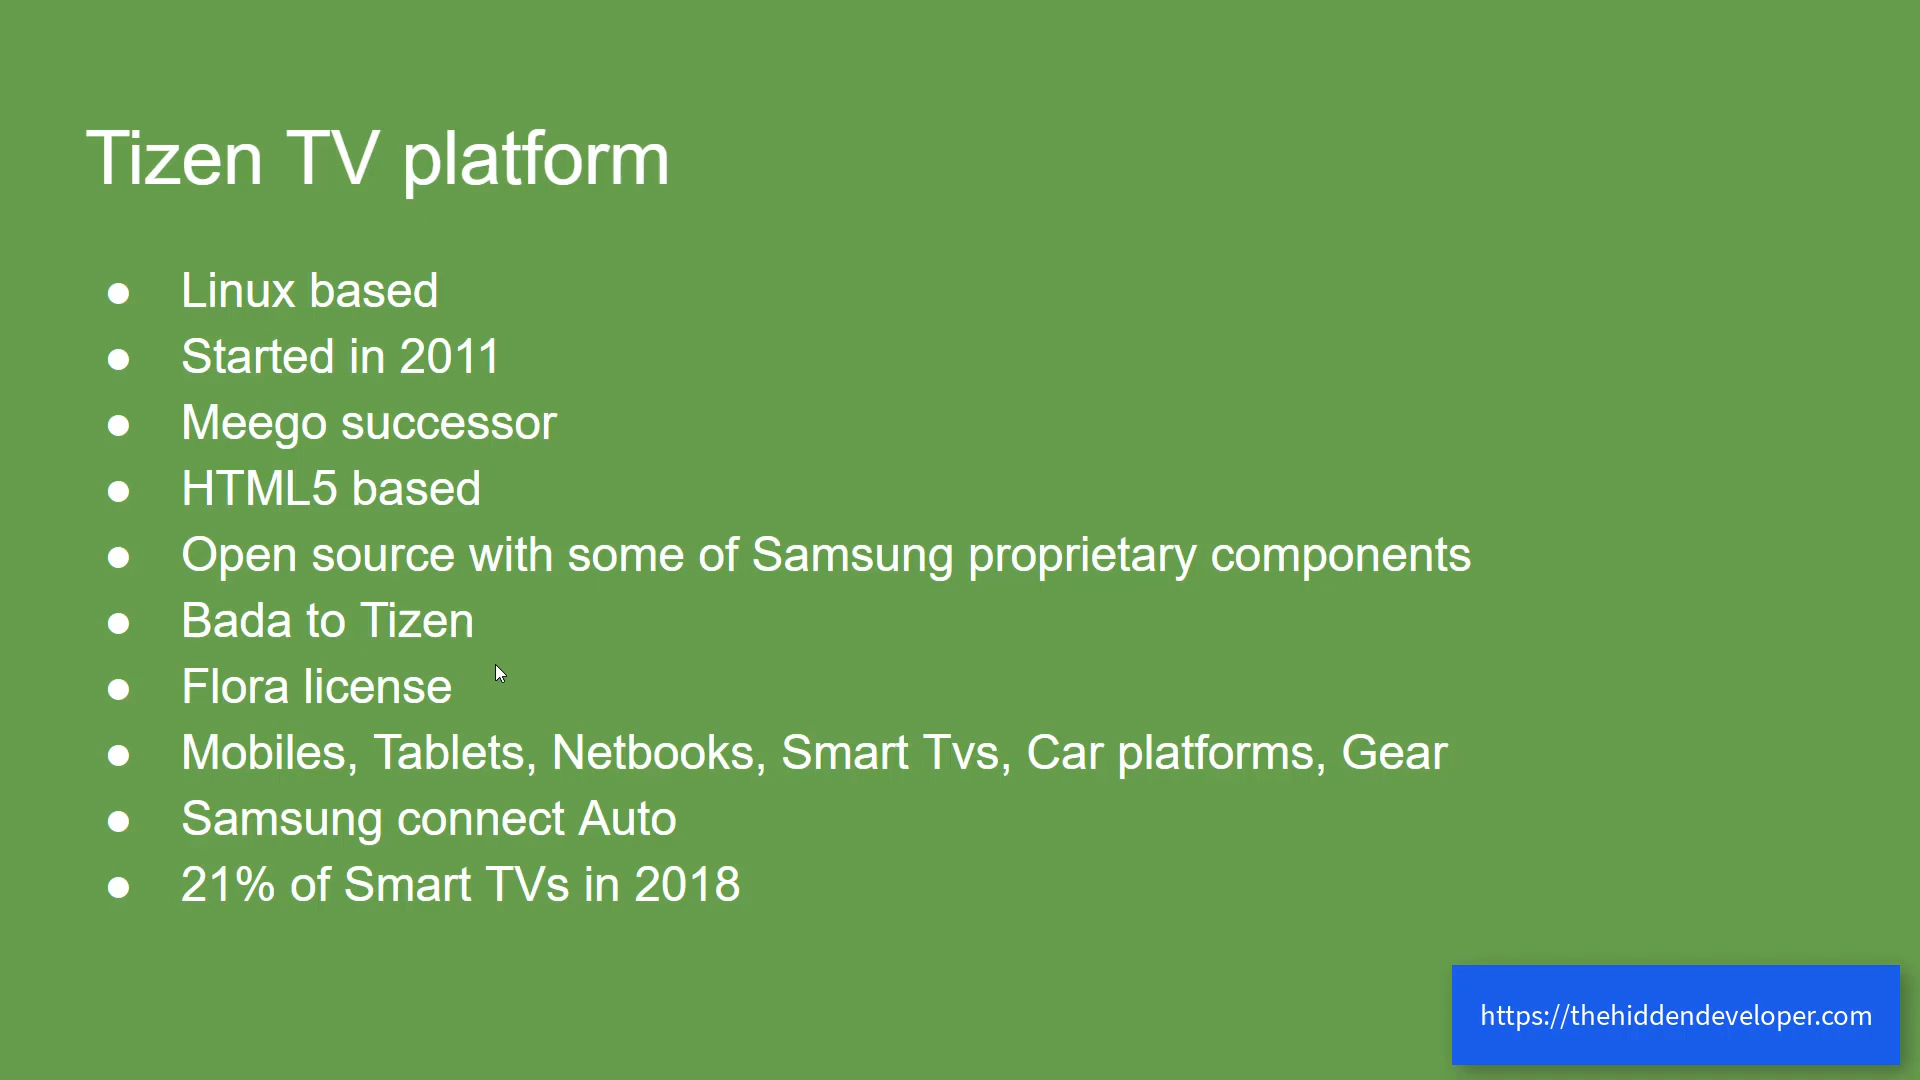 Tizen TV platform
● Linux based
● Started in 2011
● Meego successor
● HTML5 based
● Open source with some of Samsung proprietary components
● Bada to Tizen
● Flora license
● Mobiles, Tablets, Netbooks, Smart Tvs, Car platforms, Gear
● Samsung connect Auto
● 21% of Smart TVs in 2018
https://thehiddendeveloper.com